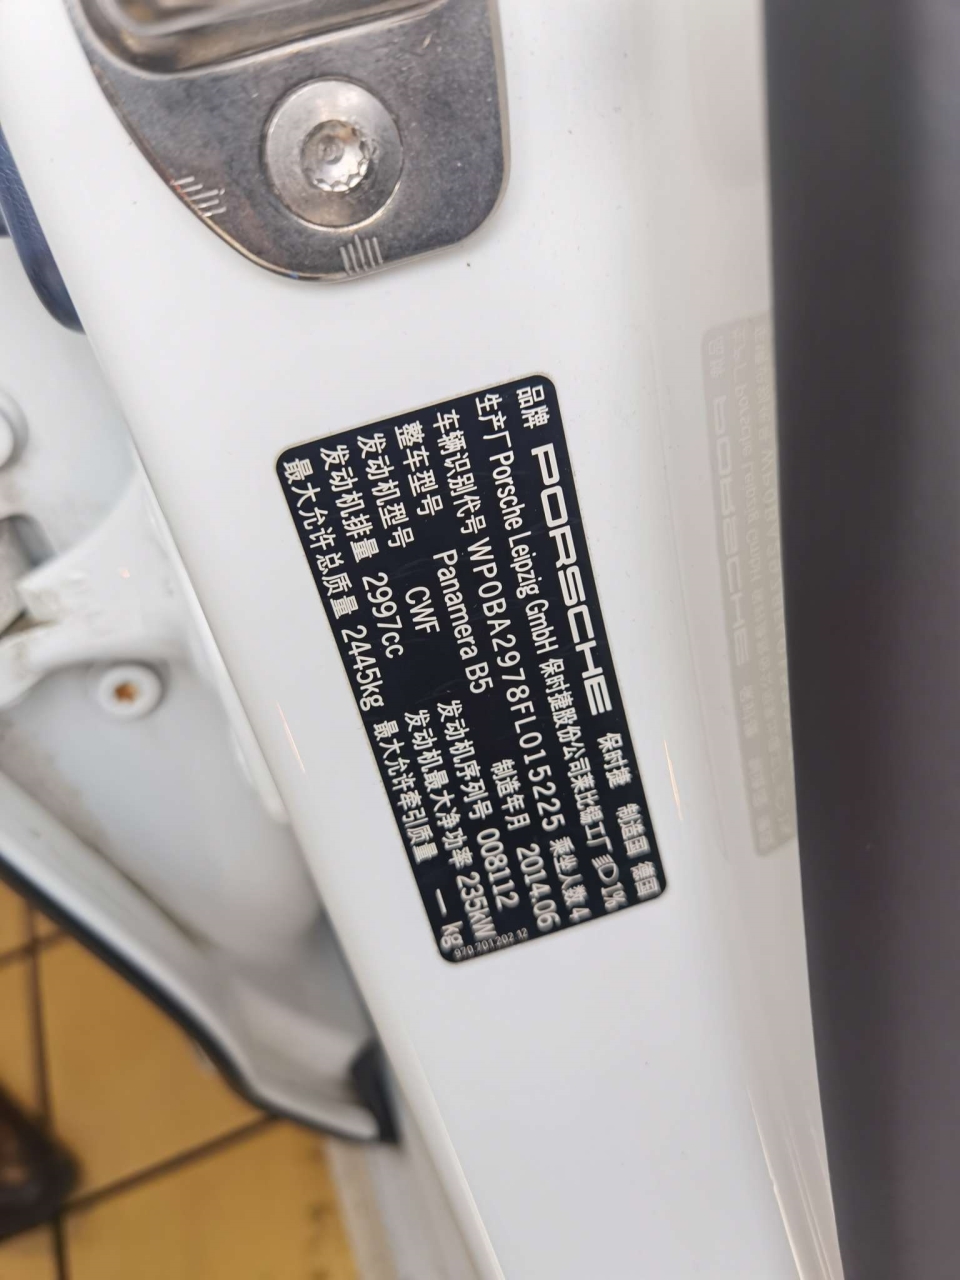 品牌 PORSCHE 保时捷 制造国 德国
生产厂 Porsche Leipzig GmbH 保时捷股份公司莱比锡工厂 1%
车辆识别代号 WP0BA2978FL015225 乘坐人数 4
整车型号 Panamera B5 制造年月 2014.06
发动机型号 CWF 发动机序列号 008112
发动机排量 2997cc 发动机最大净功率 235kW
最大允许总质量 2445kg 最大允许牵引质量 — kg
970 701 202 12